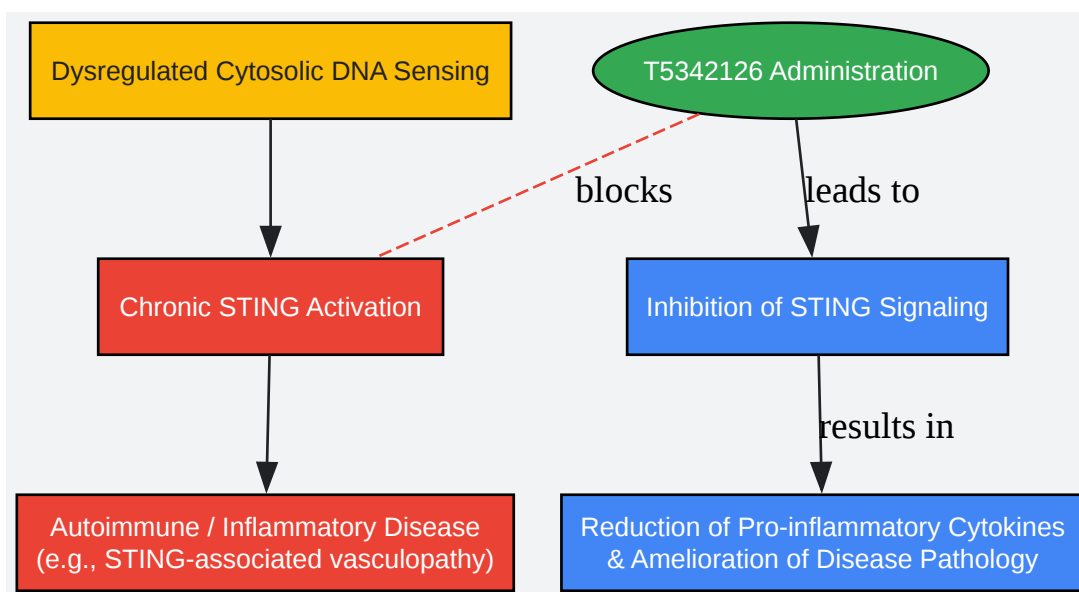 Dysregulated Cytosolic DNA Sensing
T5342126 Administration
blocks
leads to
Chronic STING Activation
Inhibition of STING Signaling
results in
Autoimmune / Inflammatory Disease
(e.g., STING-associated vasculopathy)
Reduction of Pro-inflammatory Cytokines
& Amelioration of Disease Pathology